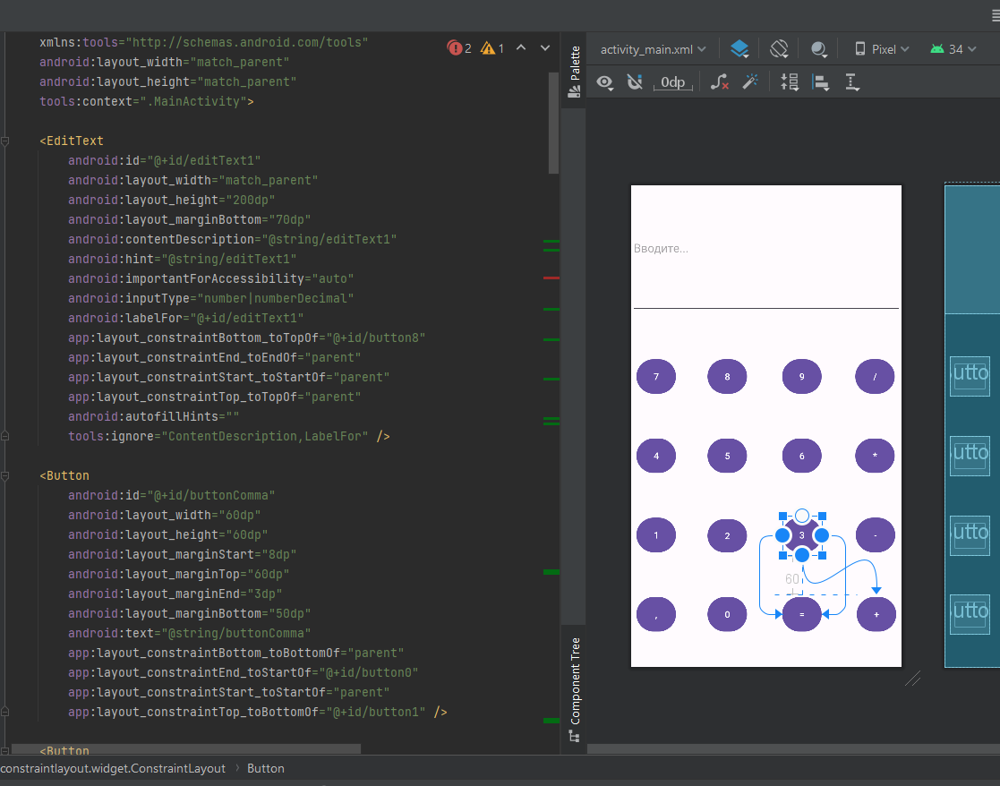 xmlns:tools="http://schemas.android.com/tools"
android:layout_width="match_parent"
android:layout_height="match_parent"
tools:context=".MainActivity">
<EditText
android:id="@+id/editText1"
android:layout_width="match_parent"
android:layout_height="200dp"
android:layout_marginBottom="70dp"
android:contentDescription="@string/editText1"
android:hint="@string/editText1"
android:importantForAccessibility="auto"
android:inputType="number|numberDecimal"
android:labelFor="@+id/editText1"
app:layout_constraintBottom_toTopOf="@+id/button8"
app:layout_constraintEnd_toEndOf="parent"
app:layout_constraintStart_toStartOf="parent"
app:layout_constraintTop_toTopOf="parent"
android:autofillHints=""
tools:ignore="ContentDescription,LabelFor" />
<Button
android:id="@+id/buttonComma"
android:layout_width="60dp"
android:layout_height="60dp"
android:layout_marginStart="8dp"
android:layout_marginTop="60dp"
android:layout_marginEnd="3dp"
android:layout_marginBottom="50dp"
android:text="@string/buttonComma"
app:layout_constraintBottom_toBottomOf="parent"
app:layout_constraintEnd_toStartOf="@+id/button0"
app:layout_constraintStart_toStartOf="parent"
app:layout_constraintTop_toBottomOf="@+id/button1" />
<Button
2 1
Palette
Component Tree
activity_main.xml Pixel 34
0dp
Вводите...
7 8 9 /
4 5 6 *
1 2 3 -
60
, 0 = +
utto
utto
utto
utto
constraintlayout.widget.ConstraintLayout › Button